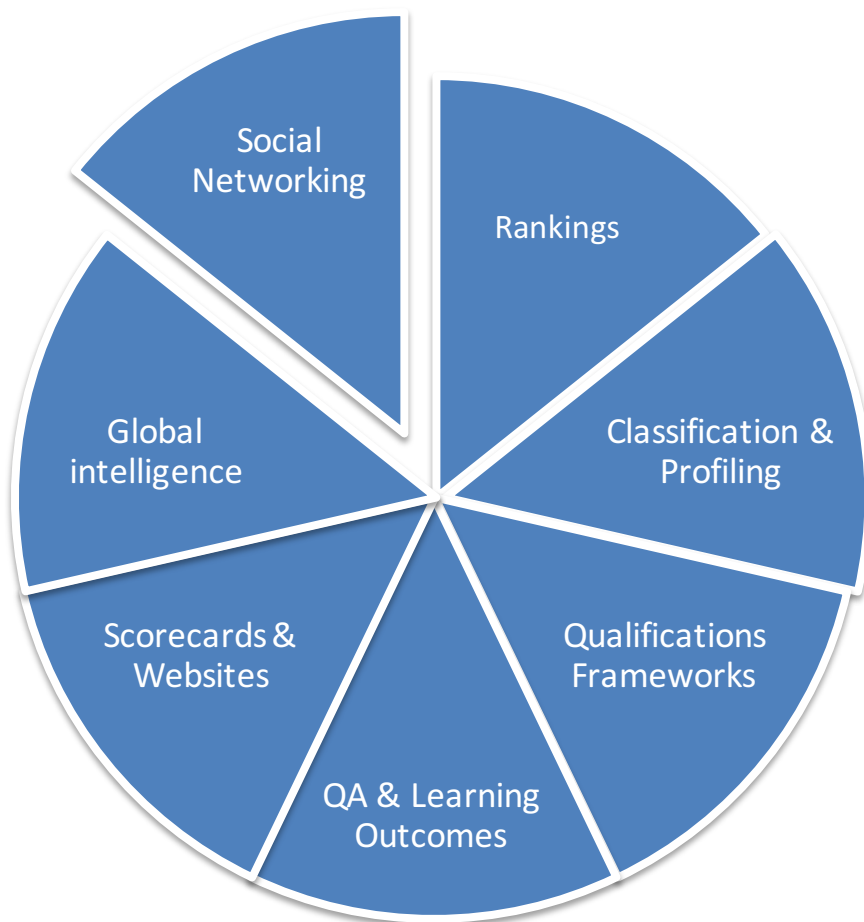 Social
Networking
Rankings
Classification &
Profiling
Qualifications
Frameworks
QA & Learning
Outcomes
Scorecards &
Websites
Global
intelligence